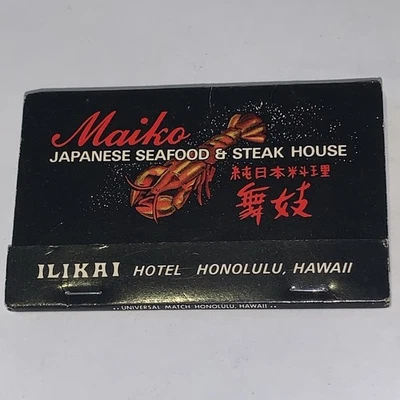 Maiko
JAPANESE SEAFOOD & STEAK HOUSE
純日本料理
舞妓
ILIKAI HOTEL HONOLULU, HAWAII
•• UNIVERSAL MATCH HONOLULU, HAWAII ••